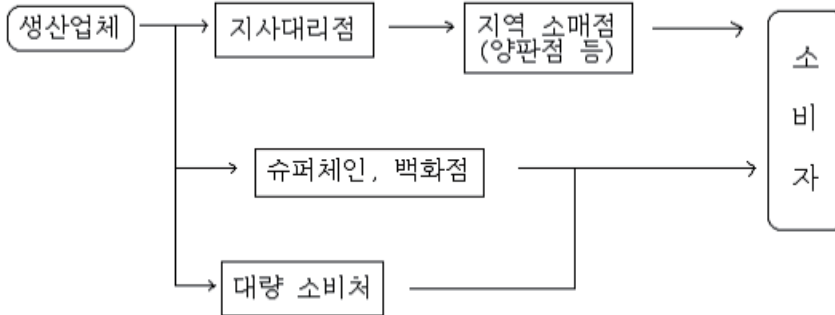 생산업체
지사대리점
지역 소매점
(양판점 등)
소
비
자
슈퍼체인, 백화점
대량 소비처